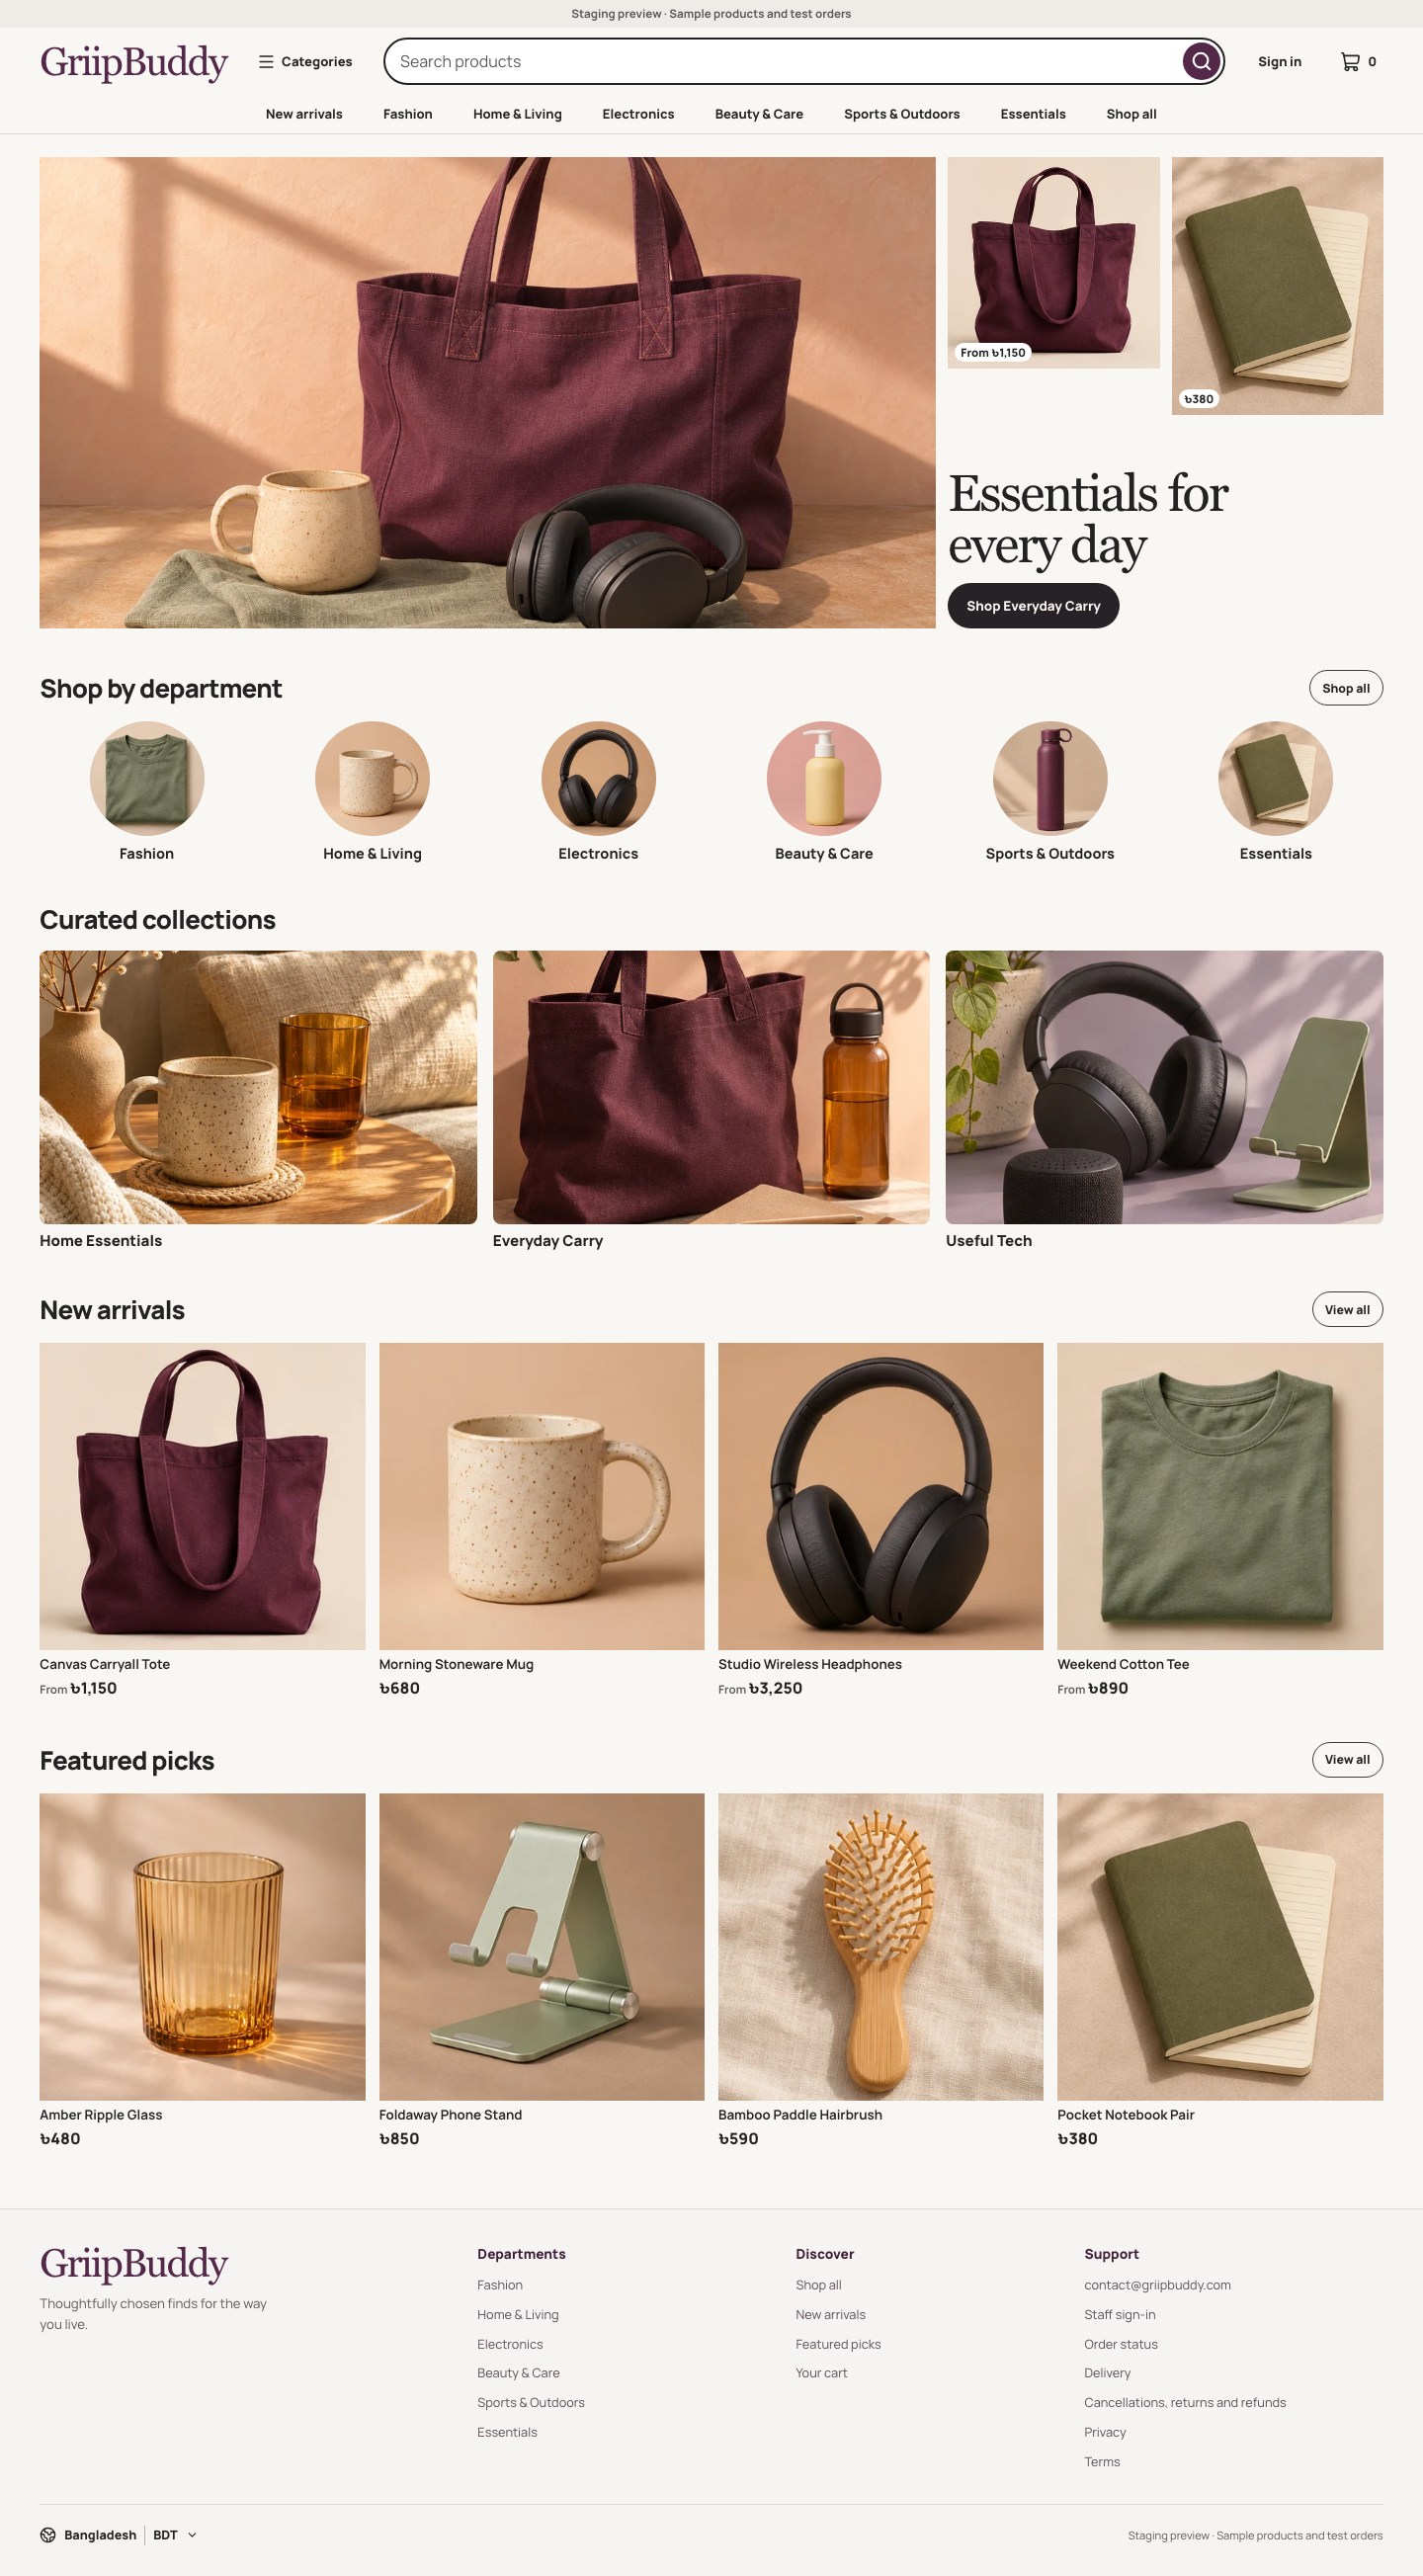 Staging preview · Sample products and test orders
GriipBuddy
Categories
Search products
Sign in
0
New arrivals
Fashion
Home & Living
Electronics
Beauty & Care
Sports & Outdoors
Essentials
Shop all
From ৳1,150
৳380
Essentials for
every day
Shop Everyday Carry
Shop by department
Shop all
Fashion
Home & Living
Electronics
Beauty & Care
Sports & Outdoors
Essentials
Curated collections
Home Essentials
Everyday Carry
Useful Tech
New arrivals
View all
Canvas Carryall Tote
From ৳1,150
Morning Stoneware Mug
৳680
Studio Wireless Headphones
From ৳3,250
Weekend Cotton Tee
From ৳890
Featured picks
View all
Amber Ripple Glass
৳480
Foldaway Phone Stand
৳850
Bamboo Paddle Hairbrush
৳590
Pocket Notebook Pair
৳380
GriipBuddy
Thoughtfully chosen finds for the way
you live.
Departments
Fashion
Home & Living
Electronics
Beauty & Care
Sports & Outdoors
Essentials
Discover
Shop all
New arrivals
Featured picks
Your cart
Support
contact@griipbuddy.com
Staff sign-in
Order status
Delivery
Cancellations, returns and refunds
Privacy
Terms
Bangladesh
BDT
Staging preview · Sample products and test orders